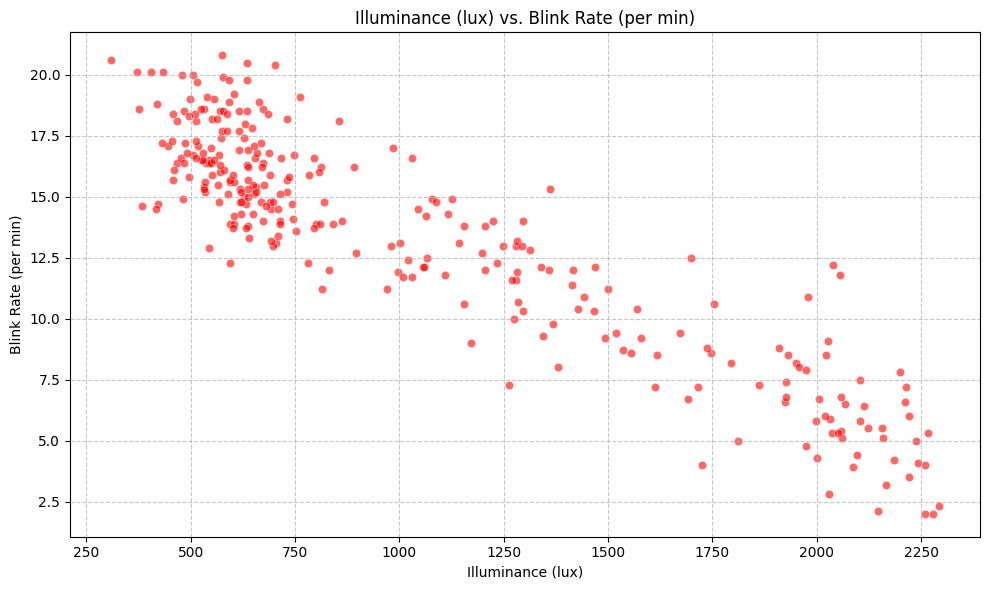 Illuminance (lux) vs. Blink Rate (per min)
Blink Rate (per min)
20.0
17.5
15.0
12.5
10.0
7.5
5.0
2.5
250 500 750 1000 1250 1500 1750 2000 2250
Illuminance (lux)